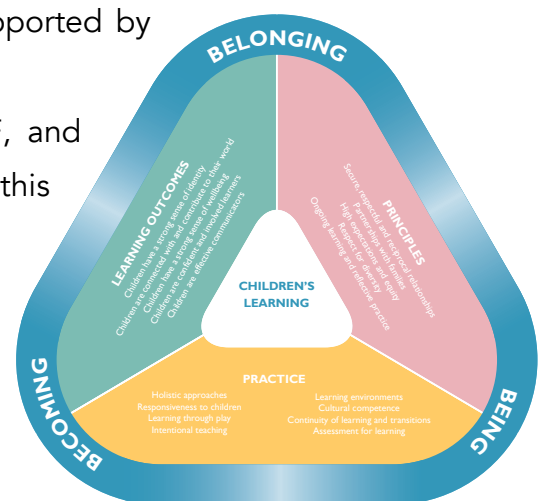 pported by
, and
this
BELONGING
LEARNING OUTCOMES
Children have a strong sense of identity
Children are connected with and contribute to their world
Children have a strong sense of wellbeing
Children are confident and involved learners
Children are effective communicators
PRINCIPLES
Secure, respectful and reciprocal relationships
Partnerships with families
High expectations and equity
Respect for diversity
Ongoing learning and reflective practice
CHILDREN'S
LEARNING
PRACTICE
Holistic approaches
Responsiveness to children
Learning through play
Intentional teaching
Learning environments
Cultural competence
Continuity of learning and transitions
Assessment for learning
BECOMING
BEING